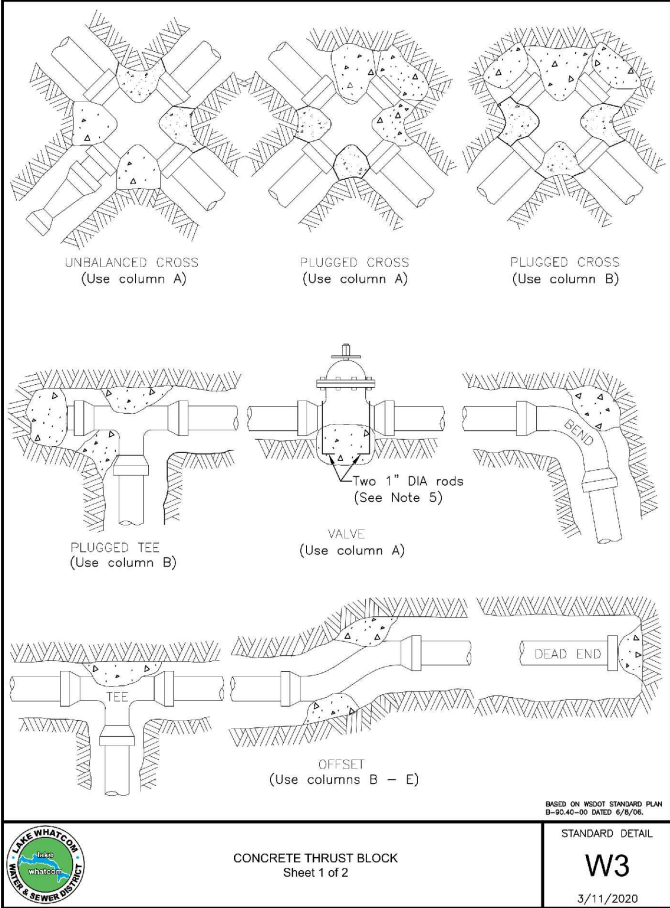 UNBALANCED CROSS
(Use column A)
PLUGGED CROSS
(Use column A)
PLUGGED CROSS
(Use column B)
PLUGGED TEE
(Use column B)
Two 1" DIA rods
(See Note 5)
VALVE
(Use column A)
BEND
TEE
OFFSET
(Use columns B – E)
DEAD END
BASED ON WSDOT STANDARD PLAN
B-90.40-00 DATED 6/8/06.
LAKE WHATCOM
lake
whatcom
WATER & SEWER DISTRICT
CONCRETE THRUST BLOCK
Sheet 1 of 2
STANDARD DETAIL
W3
3/11/2020